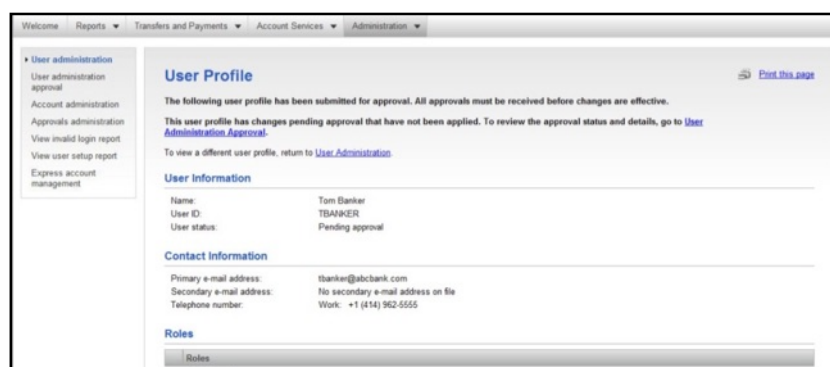 Welcome Reports Transfers and Payments Account Services Administration
User administration
User administration
approval
Account administration
Approvals administration
View invalid login report
View user setup report
Express account
management
User Profile
Print this page
The following user profile has been submitted for approval. All approvals must be received before changes are effective.
This user profile has changes pending approval that have not been applied. To review the approval status and details, go to User
Administration Approval.
To view a different user profile, return to User Administration.
User Information
Name: Tom Banker
User ID: TBANKER
User status: Pending approval
Contact Information
Primary e-mail address: tbanker@abcbank.com
Secondary e-mail address: No secondary e-mail address on file
Telephone number: Work: +1 (414) 962-5555
Roles
Roles